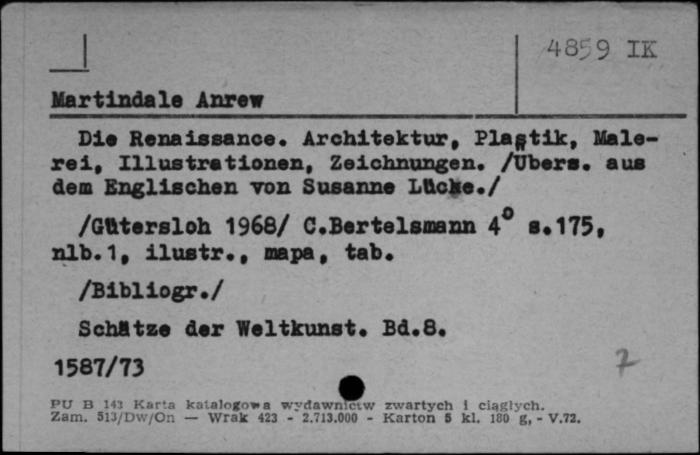 4859 IK
Martindale Anrew
Die Renaissance. Architektur, Plastik, Male-
rei, Illustrationen, Zeichnungen. /Übers. aus
dem Englischen von Susanne Lücke./
/Gütersloh 1968/ C.Bertelsmann 4° s.175,
nlb.1, ilustr., mapa, tab.
/Bibliogr./
Schätze der Weltkunst. Bd.8.
1587/73
7
PU B 143 Karta katalogowa wydawnictw zwartych i ciągłych.
Zam. 513/Dw/On — Wrak 423 - 2.713.000 - Karton 5 kl. 180 g, - V.72.